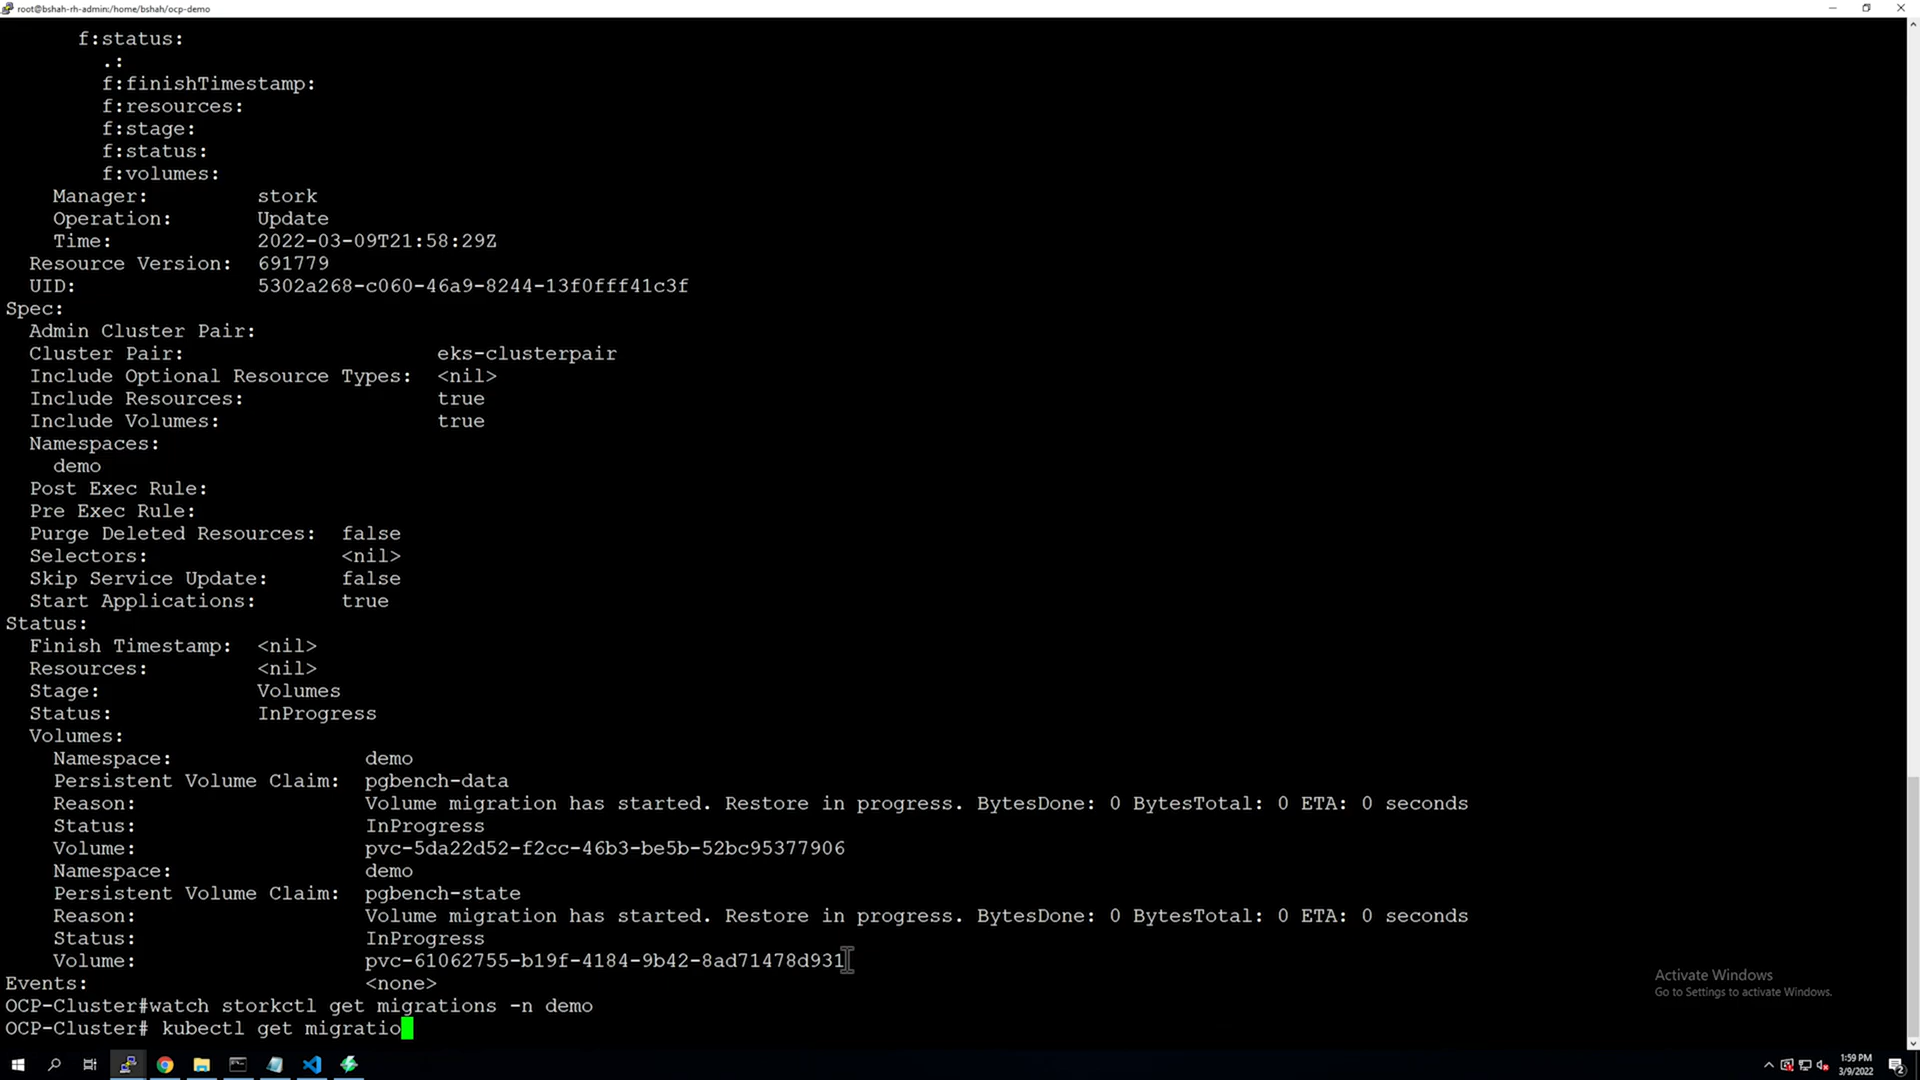 root@bshah-rh-admin:/home/bshah/ocp-demo
f:status:
.:
f:finishTimestamp:
f:resources:
f:stage:
f:status:
f:volumes:
Manager: stork
Operation: Update
Time: 2022-03-09T21:58:29Z
Resource Version: 691779
UID: 5302a268-c060-46a9-8244-13f0fff41c3f
Spec:
Admin Cluster Pair:
Cluster Pair: eks-clusterpair
Include Optional Resource Types: <nil>
Include Resources: true
Include Volumes: true
Namespaces:
demo
Post Exec Rule:
Pre Exec Rule:
Purge Deleted Resources: false
Selectors: <nil>
Skip Service Update: false
Start Applications: true
Status:
Finish Timestamp: <nil>
Resources: <nil>
Stage: Volumes
Status: InProgress
Volumes:
Namespace: demo
Persistent Volume Claim: pgbench-data
Reason: Volume migration has started. Restore in progress. BytesDone: 0 BytesTotal: 0 ETA: 0 seconds
Status: InProgress
Volume: pvc-5da22d52-f2cc-46b3-be5b-52bc95377906
Namespace: demo
Persistent Volume Claim: pgbench-state
Reason: Volume migration has started. Restore in progress. BytesDone: 0 BytesTotal: 0 ETA: 0 seconds
Status: InProgress
Volume: pvc-61062755-b19f-4184-9b42-8ad71478d931
Events: <none>
OCP-Cluster#watch storkctl get migrations -n demo
OCP-Cluster# kubectl get migratio
Activate Windows
Go to Settings to activate Windows.
1:59 PM
3/9/2022
2